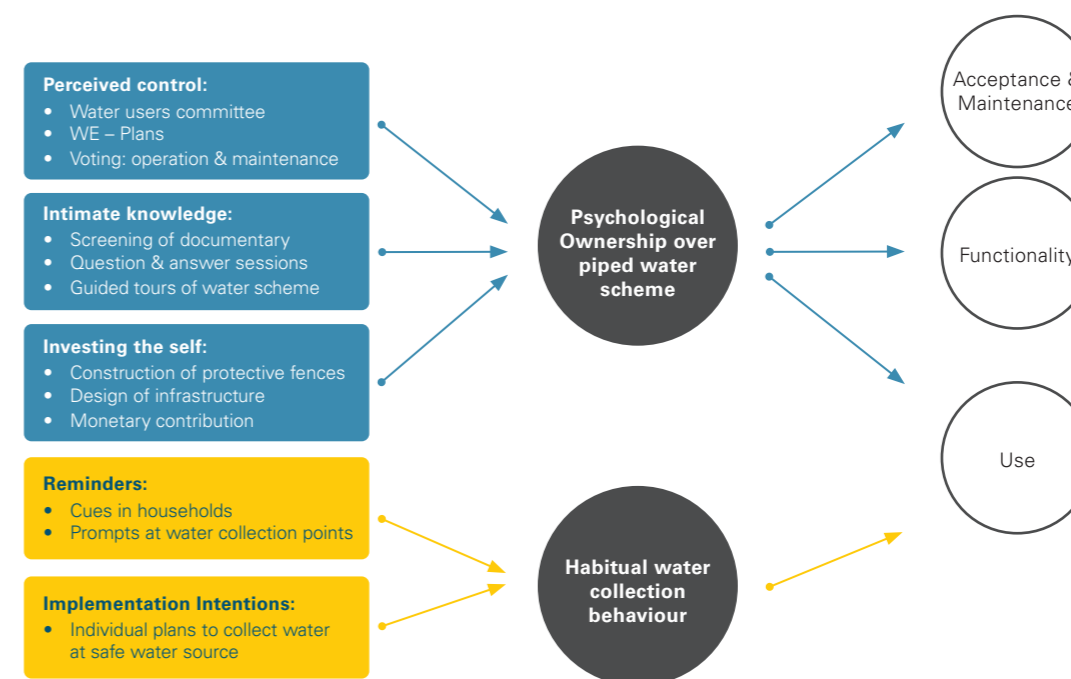 Perceived control:
• Water users committee
• WE – Plans
• Voting: operation & maintenance
Intimate knowledge:
• Screening of documentary
• Question & answer sessions
• Guided tours of water scheme
Investing the self:
• Construction of protective fences
• Design of infrastructure
• Monetary contribution
Reminders:
• Cues in households
• Prompts at water collection points
Implementation Intentions:
• Individual plans to collect water
at safe water source
Psychological
Ownership over
piped water
scheme
Habitual water
collection
behaviour
Acceptance &
Maintenance
Functionality
Use